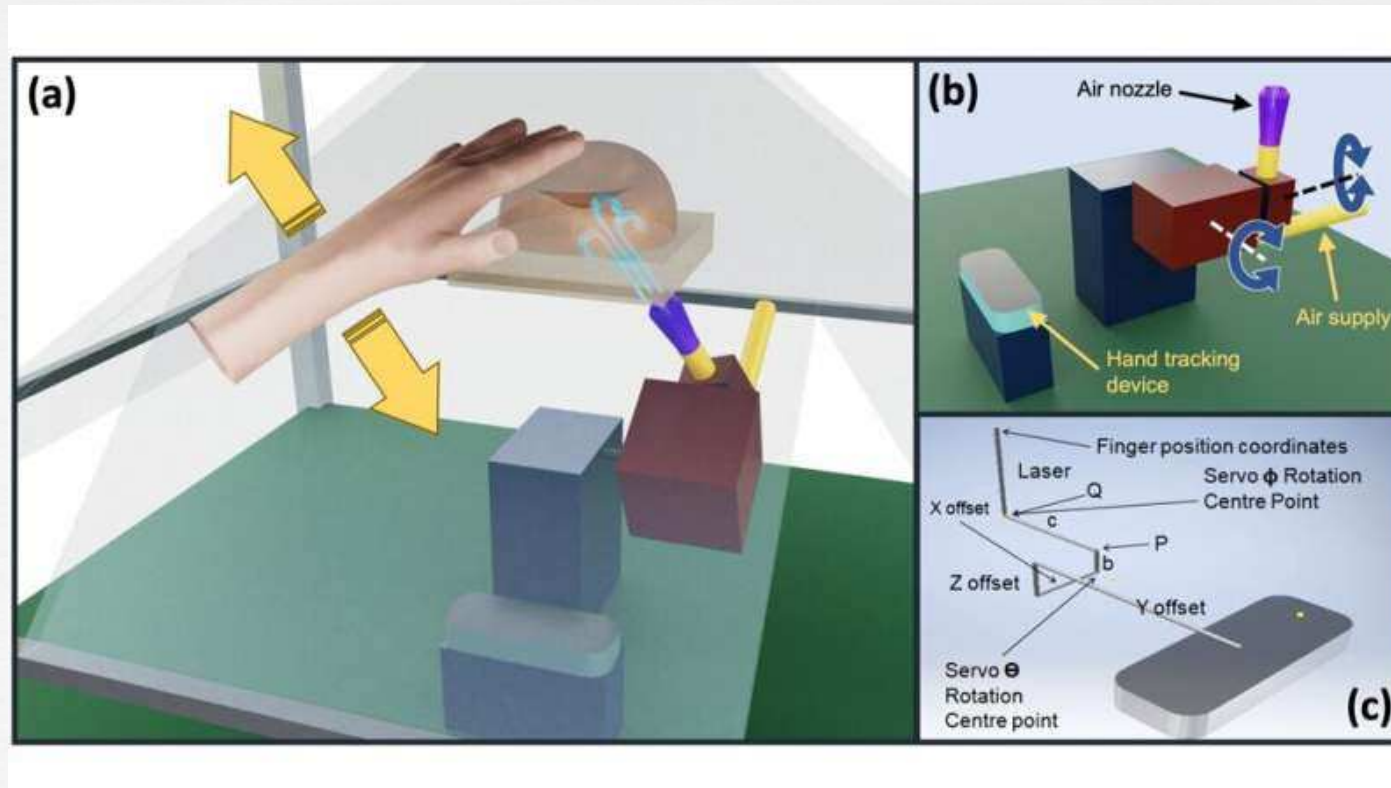 (a)
(b)
Air nozzle
Air supply
Hand tracking
device
Finger position coordinates
Laser
Servo ϕ Rotation
Centre Point
Q
X offset
c
P
b
Z offset
Y offset
Servo Θ
Rotation
Centre point
(c)